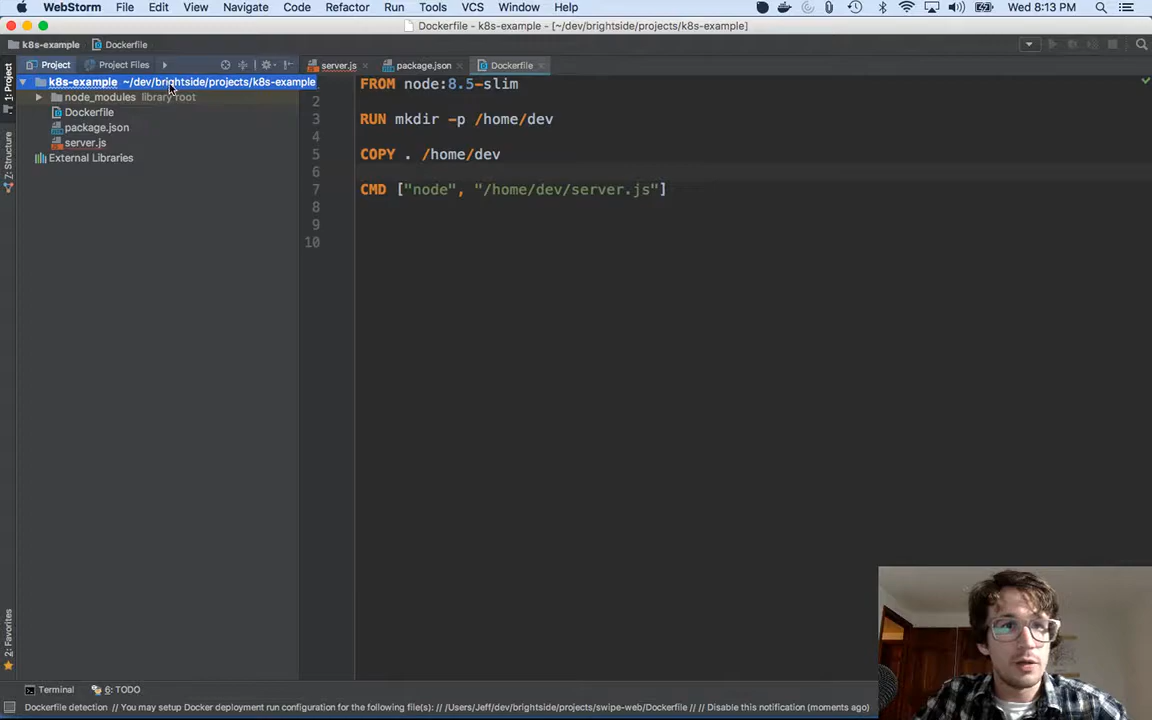 WebStorm File Edit View Navigate Code Refactor Run Tools VCS Window Help Wed 8:13 PM
Dockerfile - k8s-example - [~/dev/brightside/projects/k8s-example]
k8s-example Dockerfile
1: Project
Z: Structure
2: Favorites
Project Project Files
k8s-example ~/dev/brightside/projects/k8s-example
node_modules library root
Dockerfile
package.json
server.js
External Libraries
server.js package.json Dockerfile
FROM node:8.5-slim
2
3 RUN mkdir -p /home/dev
4
5 COPY . /home/dev
6
7 CMD ["node", "/home/dev/server.js"]
8
9
10
Terminal 6: TODO
Dockerfile detection // You may setup Docker deployment run configuration for the following file(s): // /Users/Jeff/dev/brightside/projects/swipe-web/Dockerfile // // Disable this notification (moments ago)